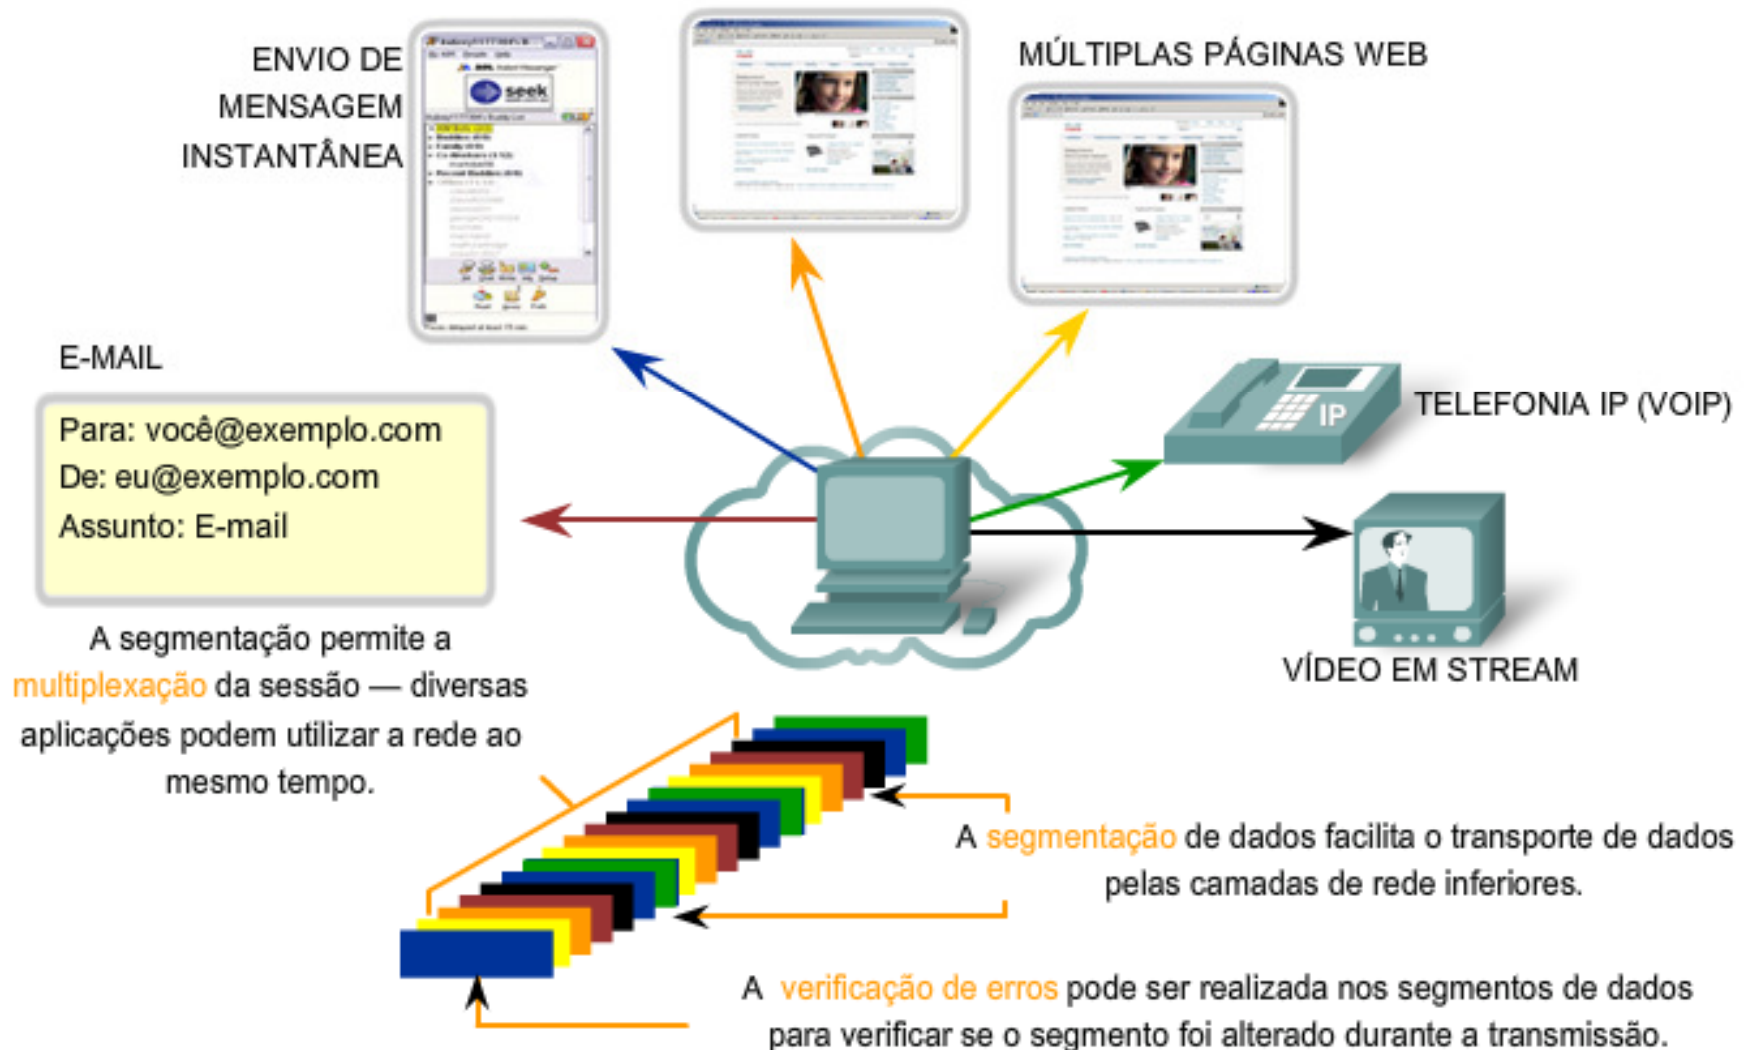 ENVIO DE
MENSAGEM
INSTANTÂNEA
seek
MÚLTIPLAS PÁGINAS WEB
E-MAIL
Para: você@exemplo.com
De: eu@exemplo.com
Assunto: E-mail
IP
TELEFONIA IP (VOIP)
VÍDEO EM STREAM
A segmentação permite a
multiplexação da sessão — diversas
aplicações podem utilizar a rede ao
mesmo tempo.
A segmentação de dados facilita o transporte de dados
pelas camadas de rede inferiores.
A verificação de erros pode ser realizada nos segmentos de dados
para verificar se o segmento foi alterado durante a transmissão.